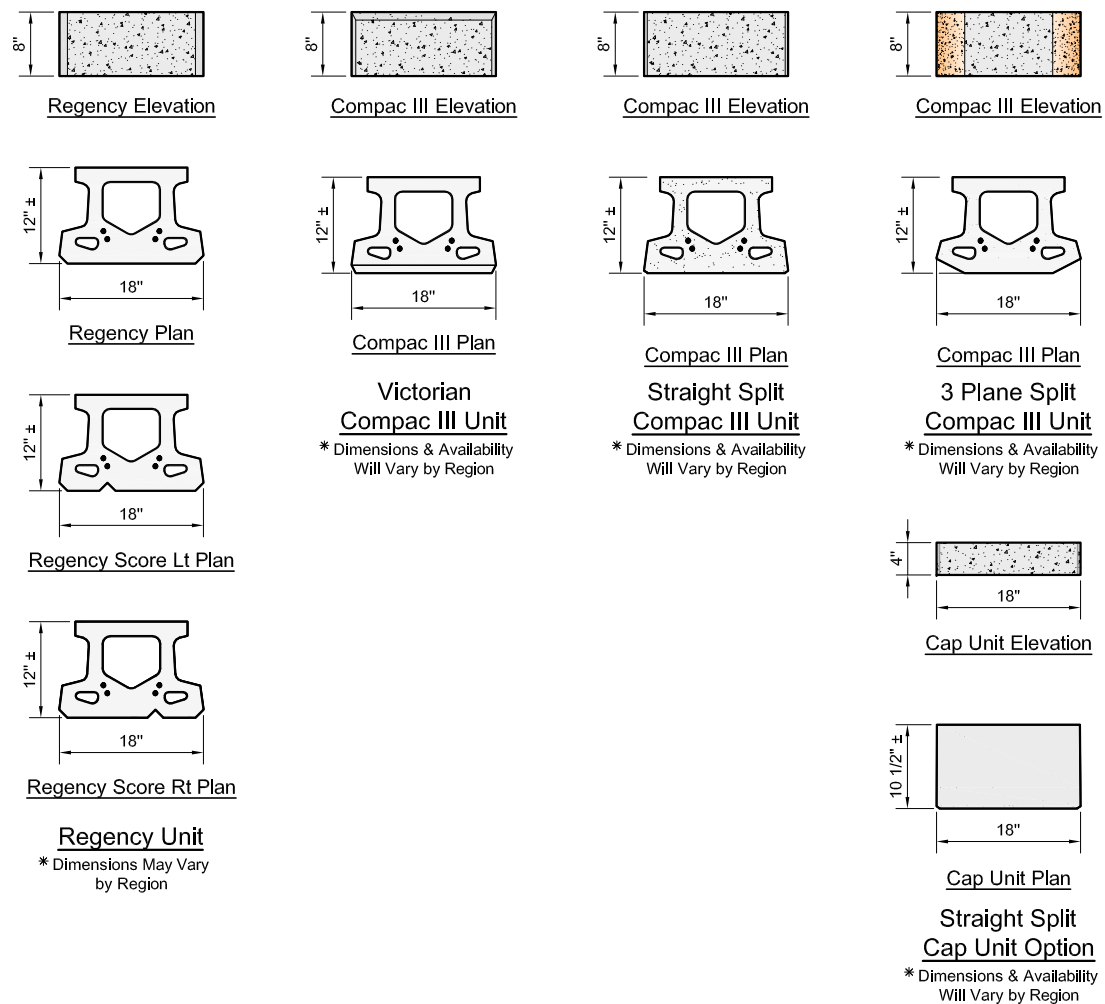 8"
Regency Elevation
12" ±
18"
Regency Plan
12" ±
18"
Regency Score Lt Plan
12" ±
18"
Regency Score Rt Plan
Regency Unit
* Dimensions May Vary
by Region
8"
Compac III Elevation
12" ±
18"
Compac III Plan
Victorian
Compac III Unit
* Dimensions & Availability
Will Vary by Region
8"
Compac III Elevation
12" ±
18"
Compac III Plan
Straight Split
Compac III Unit
* Dimensions & Availability
Will Vary by Region
8"
Compac III Elevation
12" ±
18"
Compac III Plan
3 Plane Split
Compac III Unit
* Dimensions & Availability
Will Vary by Region
4"
18"
Cap Unit Elevation
10 1/2" ±
18"
Cap Unit Plan
Straight Split
Cap Unit Option
* Dimensions & Availability
Will Vary by Region